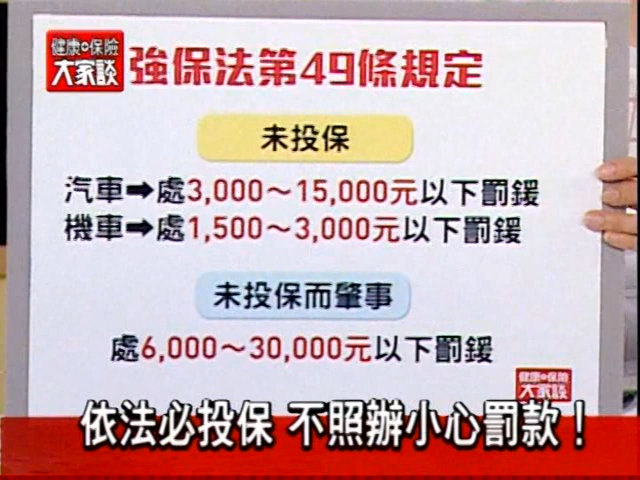 健康保險
大家談
強保法第49條規定
未投保
汽車➡處3,000～15,000元以下罰鍰
機車➡處1,500～3,000元以下罰鍰
未投保而肇事
處6,000～30,000元以下罰鍰
健康保險
大家談
依法必投保 不照辦小心罰款！